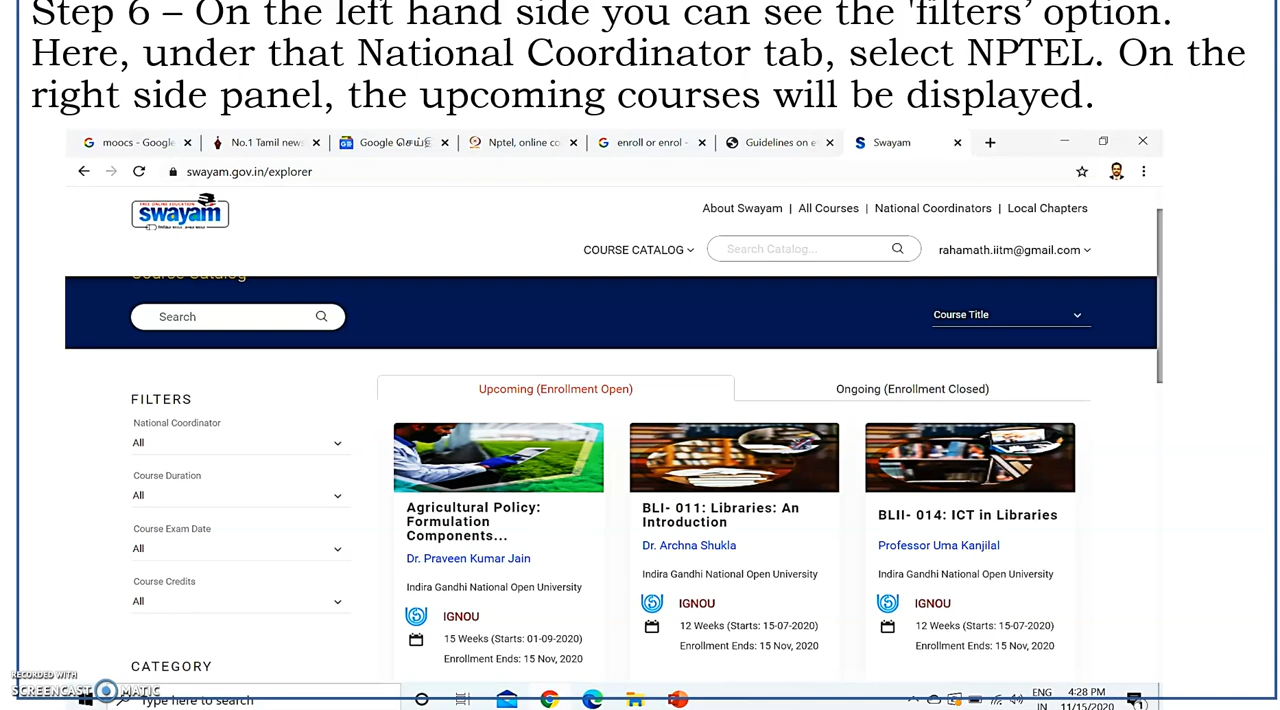 Step 6 – On the left hand side you can see the 'filters’ option.
Here, under that National Coordinator tab, select NPTEL. On the
right side panel, the upcoming courses will be displayed.
moocs - Google
No.1 Tamil new
Google செய்தி
Nptel, online co
enroll or enrol -
Guidelines on e
Swayam
swayam.gov.in/explorer
FREE ONLINE EDUCATION
swayam
About Swayam | All Courses | National Coordinators | Local Chapters
COURSE CATALOG
Search Catalog...
rahamath.iitm@gmail.com
Course Catalog
Search
Course Title
FILTERS
National Coordinator
All
Course Duration
All
Course Exam Date
All
Course Credits
All
CATEGORY
Upcoming (Enrollment Open)
Ongoing (Enrollment Closed)
Agricultural Policy:
Formulation
Components...
Dr. Praveen Kumar Jain
Indira Gandhi National Open University
IGNOU
15 Weeks (Starts: 01-09-2020)
Enrollment Ends: 15 Nov, 2020
BLI- 011: Libraries: An
Introduction
Dr. Archna Shukla
Indira Gandhi National Open University
IGNOU
12 Weeks (Starts: 15-07-2020)
Enrollment Ends: 15 Nov, 2020
BLII- 014: ICT in Libraries
Professor Uma Kanjilal
Indira Gandhi National Open University
IGNOU
12 Weeks (Starts: 15-07-2020)
Enrollment Ends: 15 Nov, 2020
RECORDED WITH
SCREENCAST MATIC
Type here to search
ENG
IN
4:28 PM
11/15/2020
1